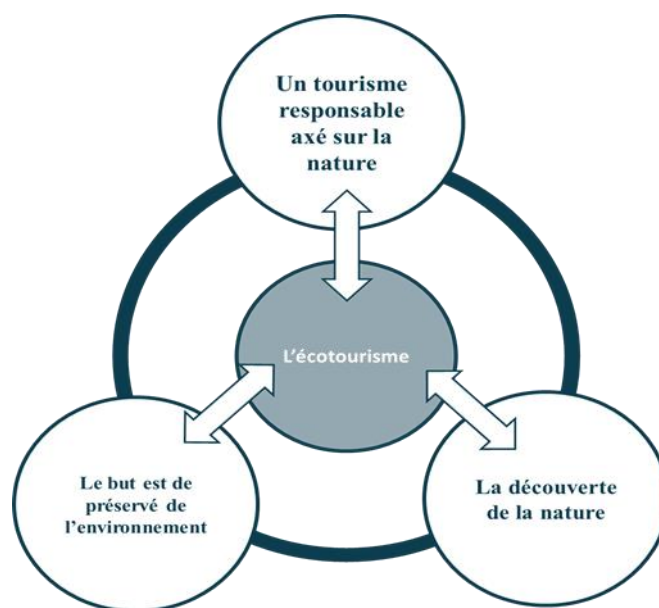 Un tourisme
responsable
axé sur la
nature
L'écotourisme
Le but est de
préservé de
l'environnement
La découverte
de la nature